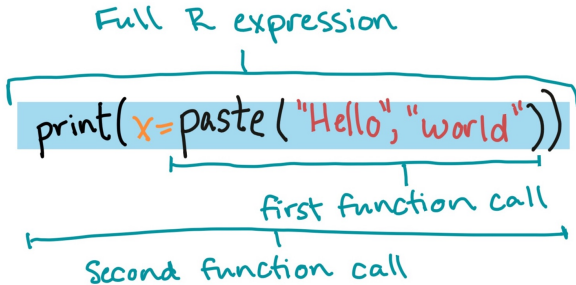 Full R expression
print(x=paste("Hello","world"))
first function call
Second function call